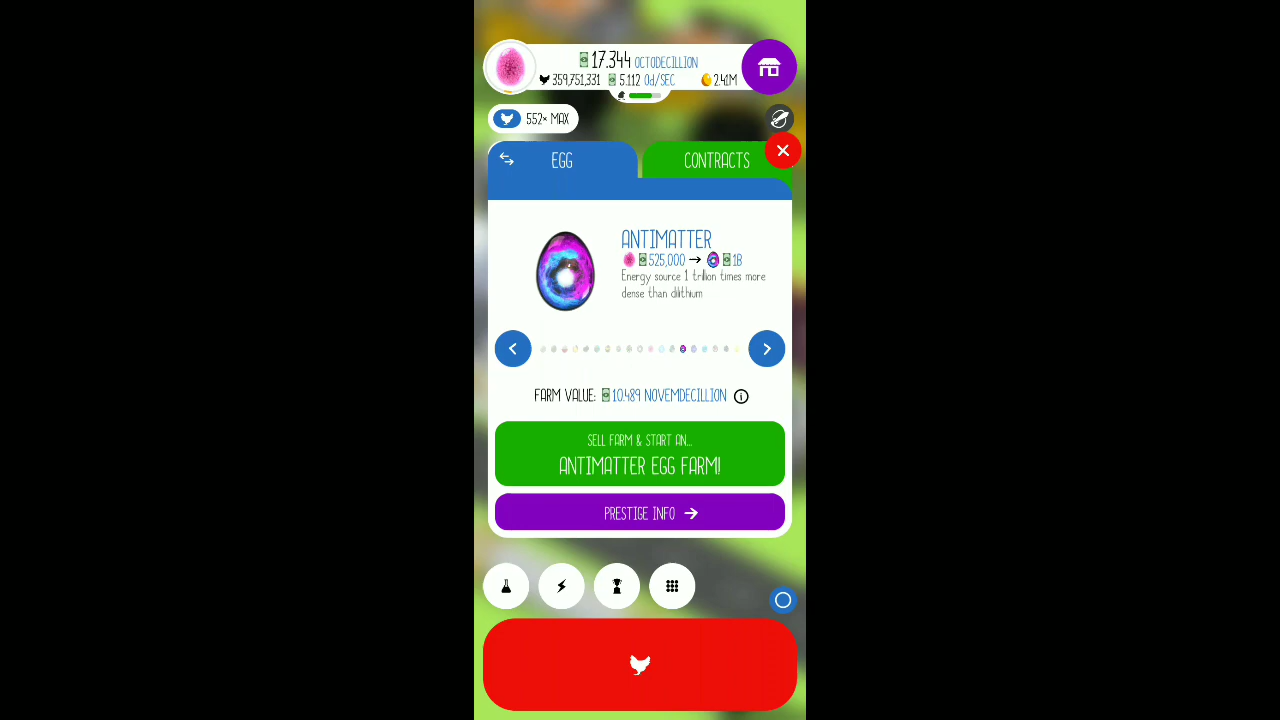 17.344 OCTODECILLION
359,751,331 5.112 Od/SEC 2.41M
552x MAX
EGG CONTRACTS
ANTIMATTER
525,000 → 1B
Energy source 1 trillion times more
dense than dilithium
FARM VALUE: 10.489 NOVEMDECILLION
SELL FARM & START AN...
ANTIMATTER EGG FARM!
PRESTIGE INFO →